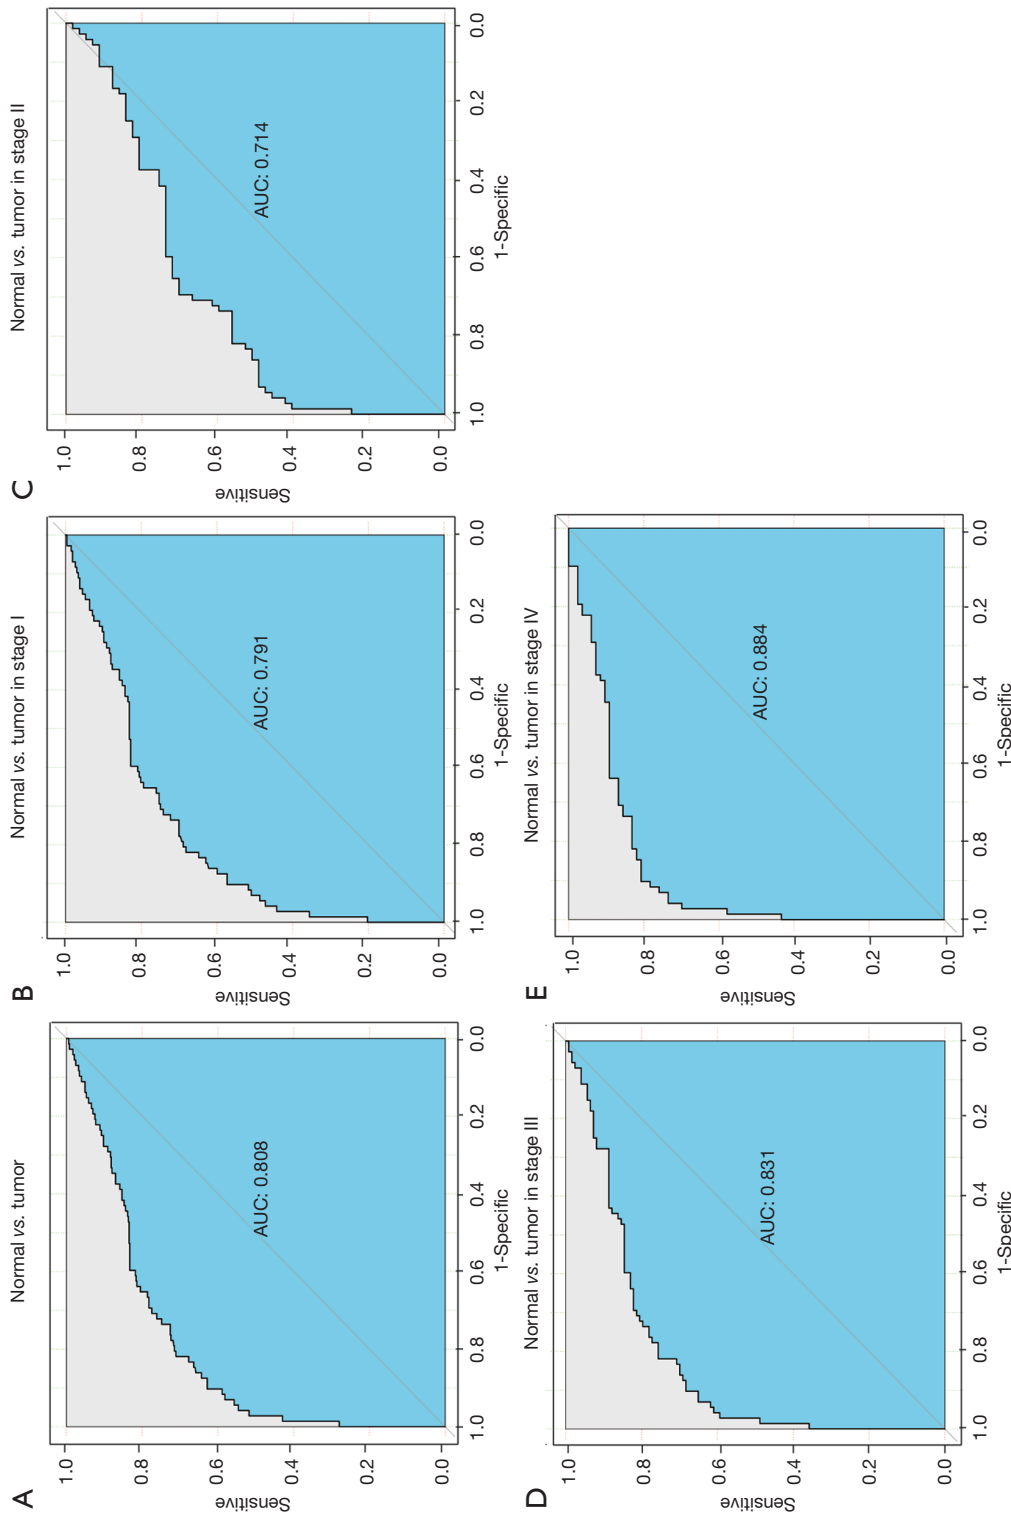 A
Normal vs. tumor
Sensitive
1.0
0.8
0.6
0.4
0.2
0.0
AUC: 0.808
1.0 0.8 0.6 0.4 0.2 0.0
1-Specific
B
Normal vs. tumor in stage I
Sensitive
1.0
0.8
0.6
0.4
0.2
0.0
AUC: 0.791
1.0 0.8 0.6 0.4 0.2 0.0
1-Specific
C
Normal vs. tumor in stage II
Sensitive
1.0
0.8
0.6
0.4
0.2
0.0
AUC: 0.714
1.0 0.8 0.6 0.4 0.2 0.0
1-Specific
D
Normal vs. tumor in stage III
Sensitive
1.0
0.8
0.6
0.4
0.2
0.0
AUC: 0.831
1.0 0.8 0.6 0.4 0.2 0.0
1-Specific
E
Normal vs. tumor in stage IV
Sensitive
1.0
0.8
0.6
0.4
0.2
0.0
AUC: 0.884
1.0 0.8 0.6 0.4 0.2 0.0
1-Specific